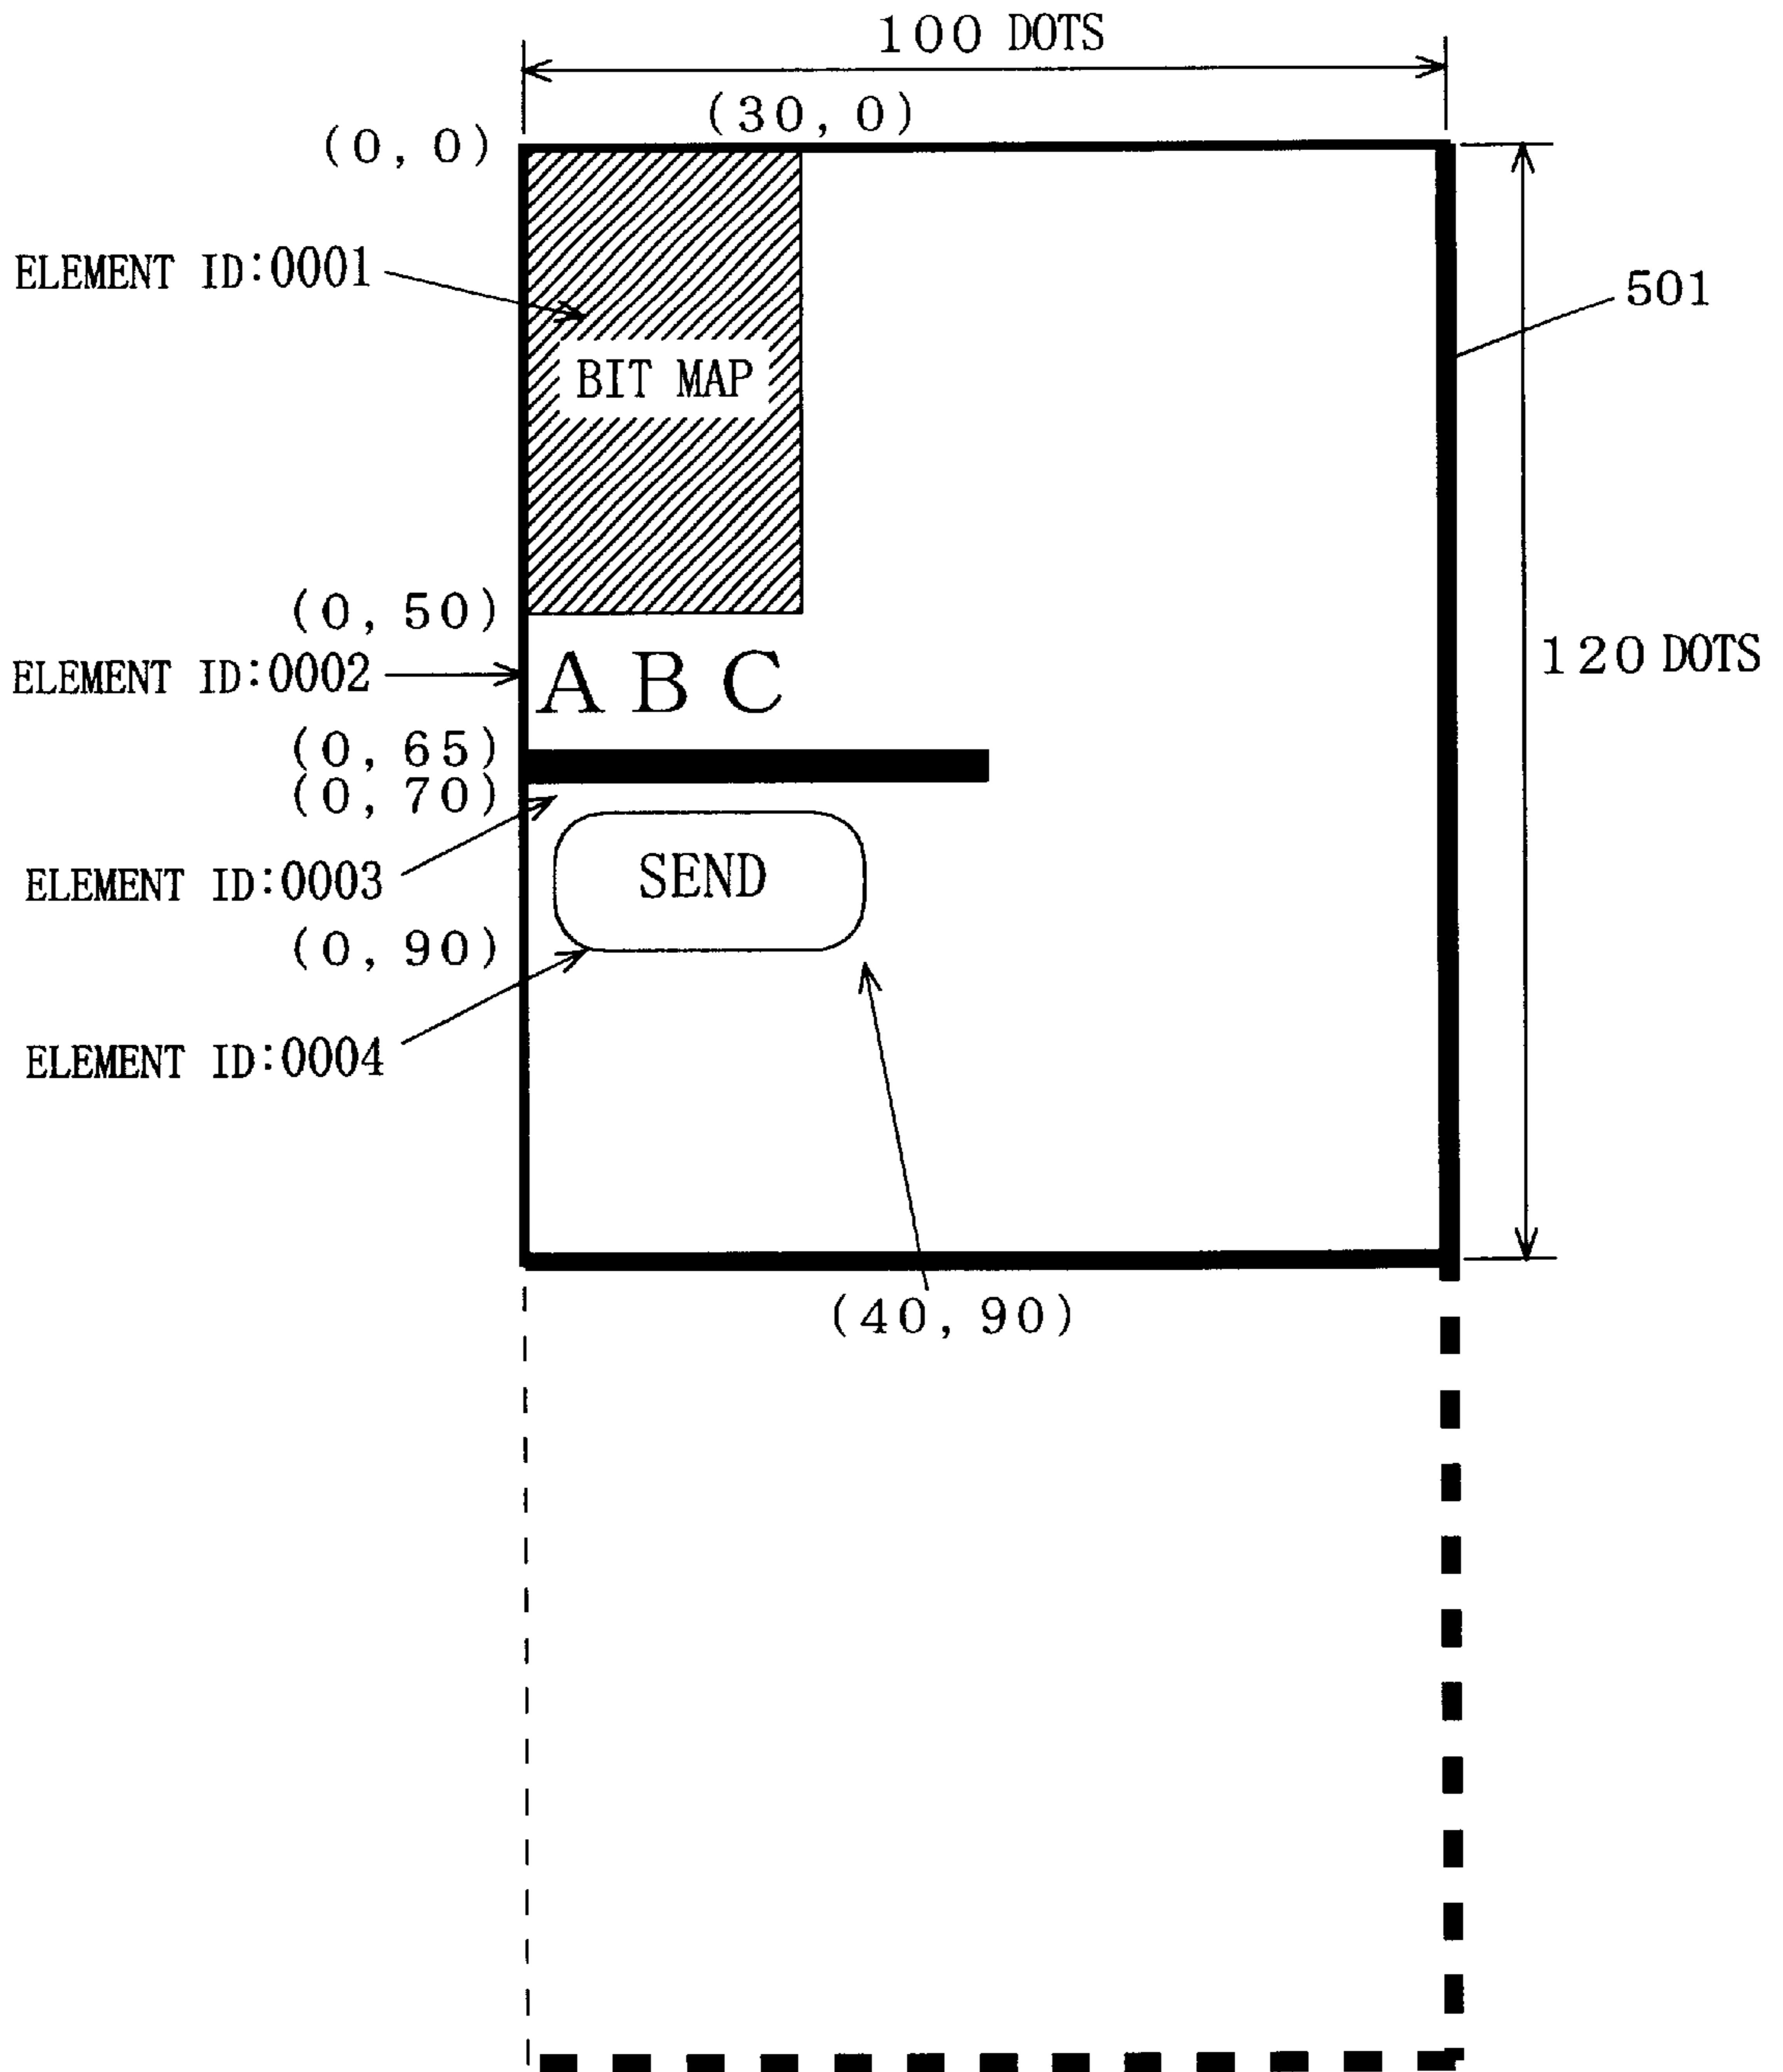 100 DOTS
(30, 0)
(0, 0)
ELEMENT ID:0001
501
BIT MAP
(0, 50)
120 DOTS
ELEMENT ID:0002
A B C
(0, 65)
(0, 70)
ELEMENT ID:0003
SEND
(0, 90)
ELEMENT ID:0004
(40, 90)